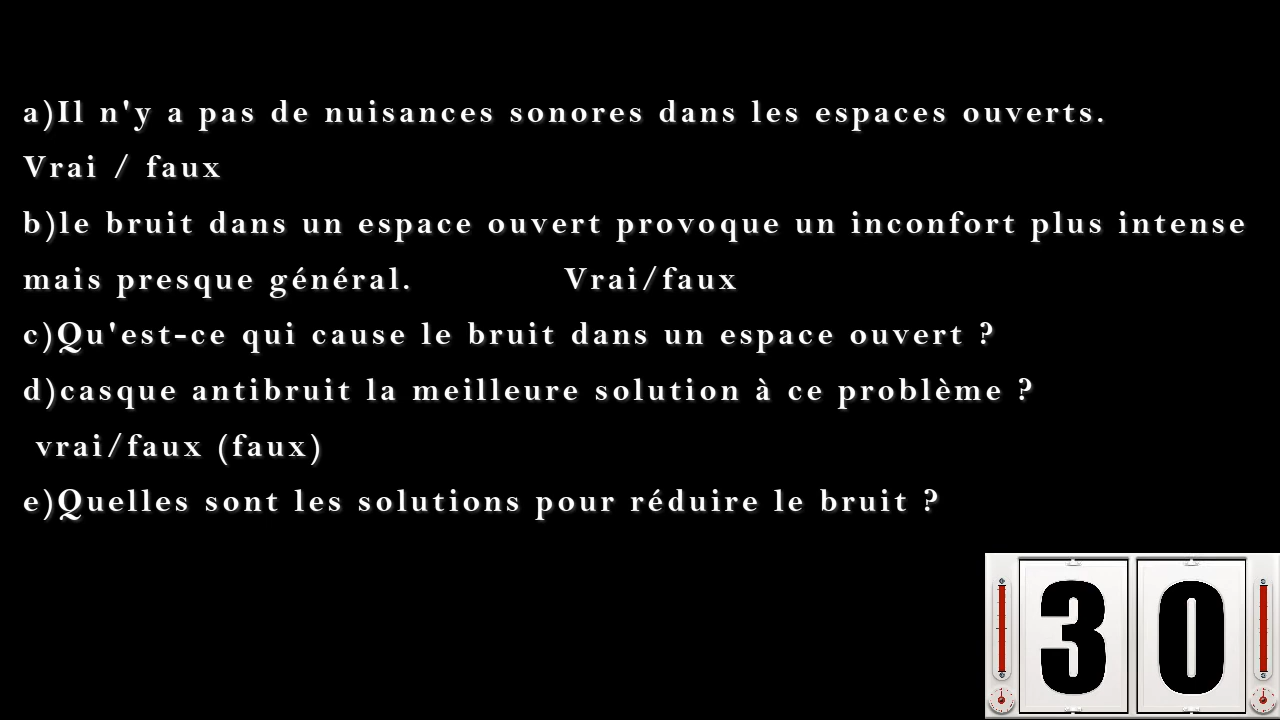 a)Il n'y a pas de nuisances sonores dans les espaces ouverts.
Vrai / faux
b)le bruit dans un espace ouvert provoque un inconfort plus intense
mais presque général. Vrai/faux
c)Qu'est-ce qui cause le bruit dans un espace ouvert ?
d)casque antibruit la meilleure solution à ce problème ?
vrai/faux (faux)
e)Quelles sont les solutions pour réduire le bruit ?
30